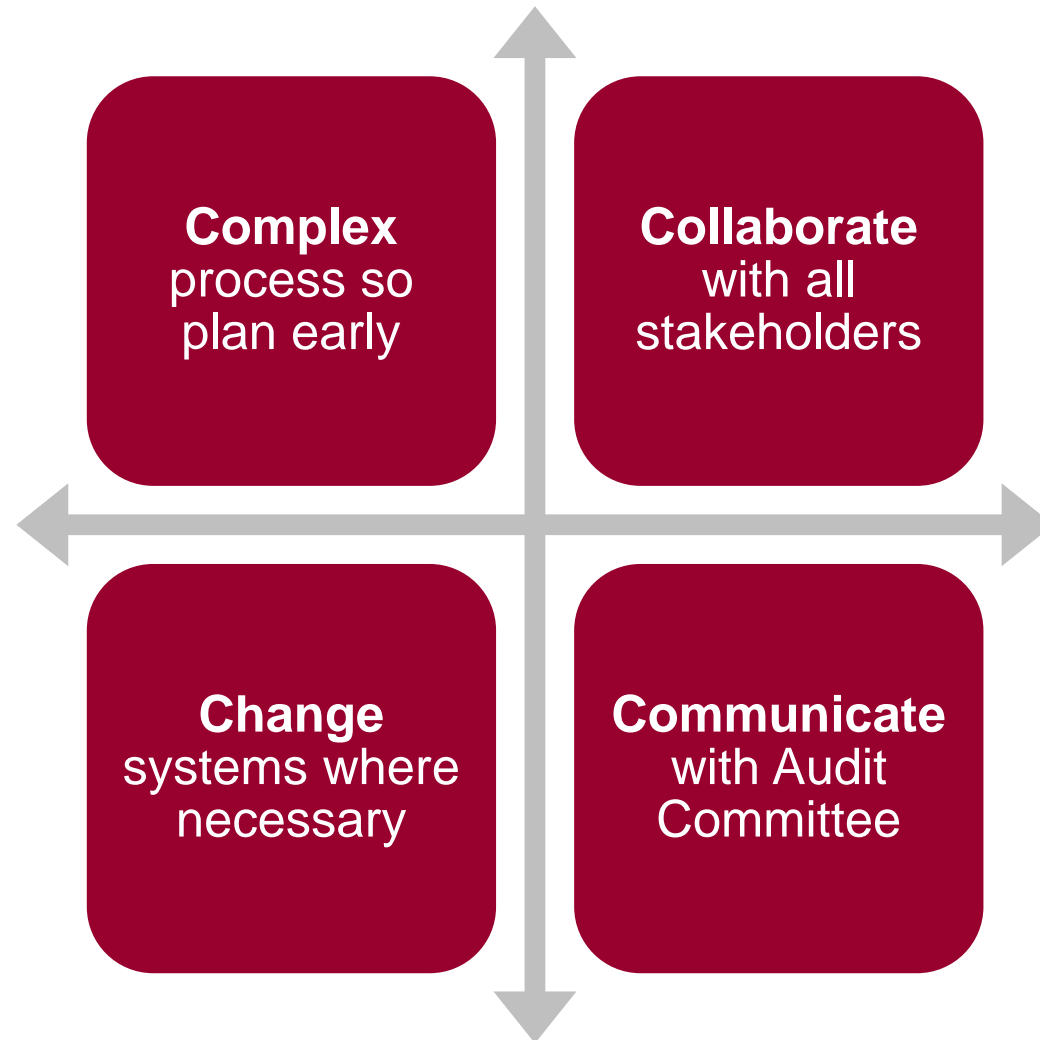 Complex
process so
plan early
Collaborate
with all
stakeholders
Change
systems where
necessary
Communicate
with Audit
Committee